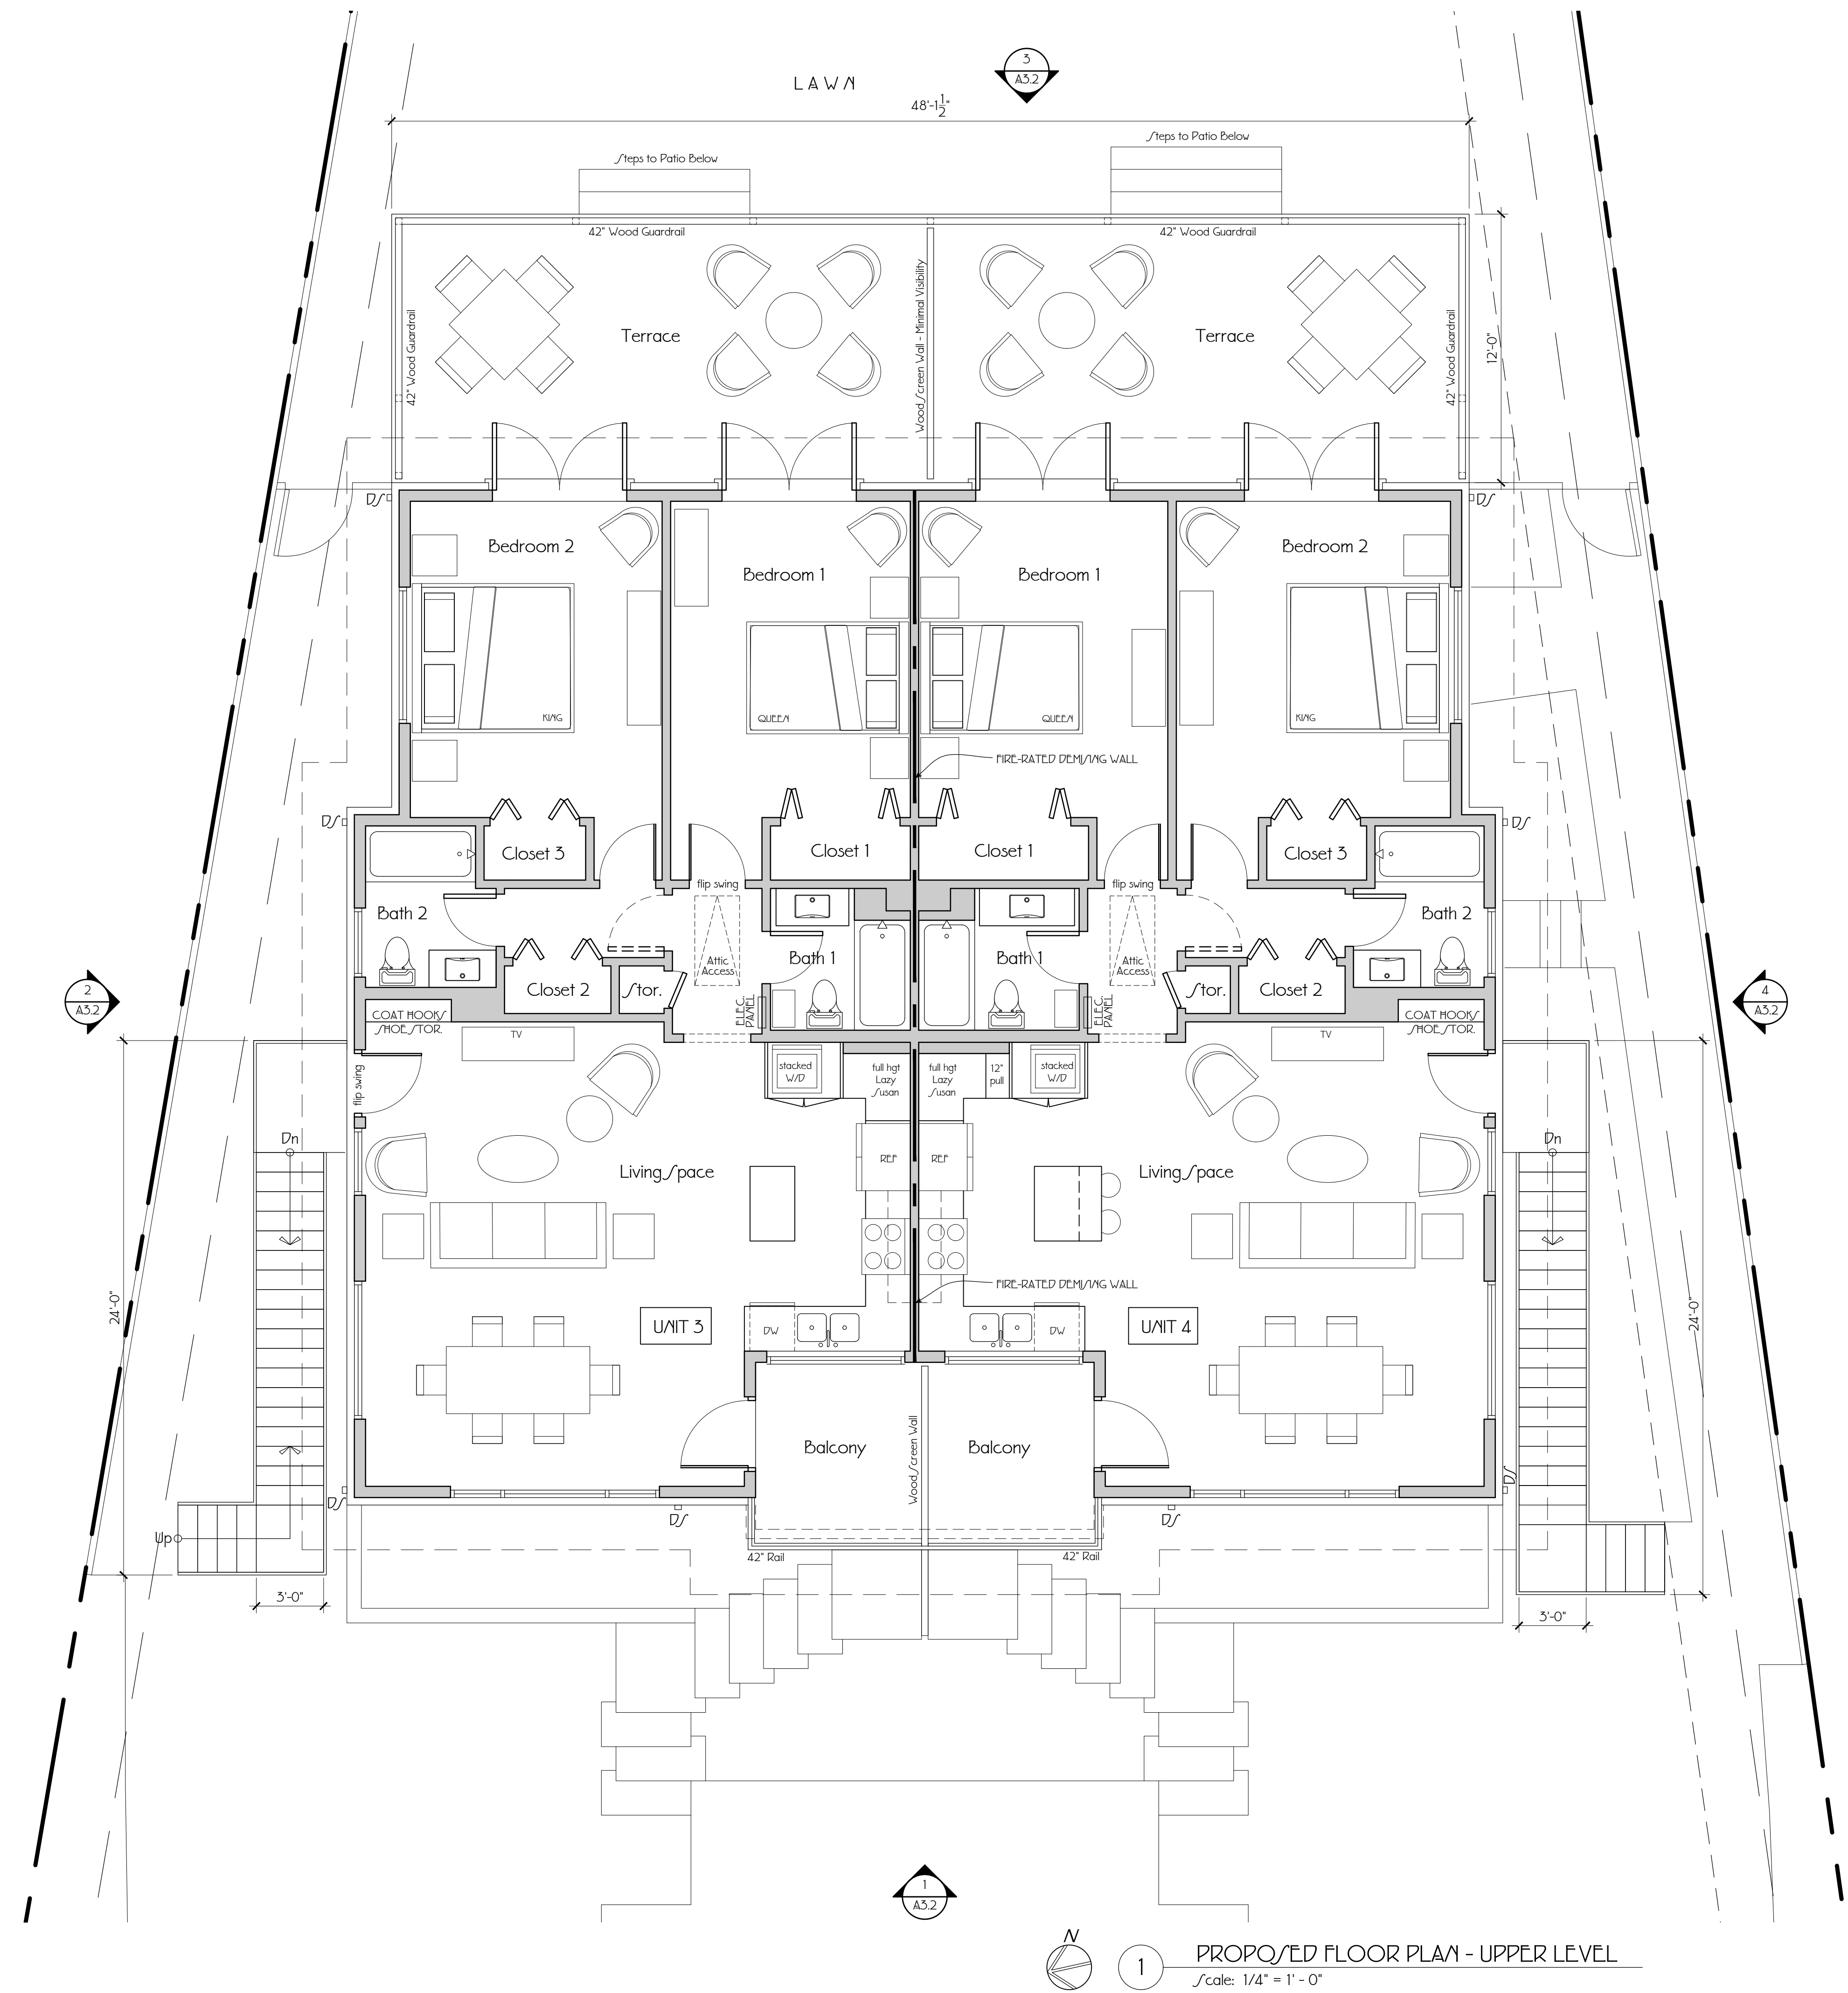 3
A3.2
LAWN
48'-1 1/2"
Steps to Patio Below
Steps to Patio Below
42" Wood Guardrail
42" Wood Guardrail
42" Wood Guardrail
Terrace
Wood Screen Wall - Minimal Visibility
Terrace
42" Wood Guardrail
12'-0"
DS
DS
Bedroom 2
Bedroom 1
Bedroom 1
Bedroom 2
KING
QUEEN
QUEEN
KING
FIRE-RATED DEMISING WALL
DS
DS
Closet 3
Closet 1
Closet 1
Closet 3
flip swing
flip swing
Bath 2
Bath 2
Attic
Access
Bath 1
Bath 1
Attic
Access
2
A3.2
4
A3.2
Closet 2
Stor.
ELEC.
PANEL
ELEC.
PANEL
Stor.
Closet 2
COAT HOOKS
SHOE STOR.
COAT HOOKS
SHOE STOR.
TV
TV
flip swing
stacked
W/D
full hgt
Lazy
Susan
full hgt
Lazy
Susan
12"
pull
stacked
W/D
Dn
Dn
REF
REF
Living Space
Living Space
FIRE-RATED DEMISING WALL
24'-0"
24'-0"
UNIT 3
DW
DW
UNIT 4
Balcony
Wood Screen Wall
Balcony
DS
DS
DS
DS
Up
42" Rail
42" Rail
3'-0"
3'-0"
1
A3.2
N
1
PROPOSED FLOOR PLAN - UPPER LEVEL
Scale: 1/4" = 1' - 0"